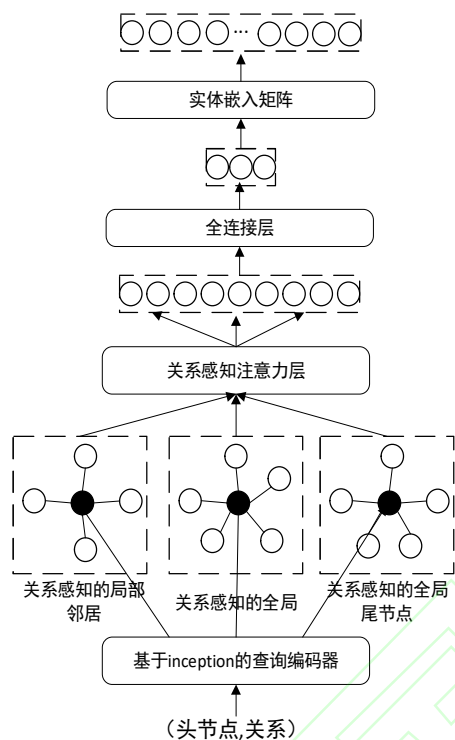 实体嵌入矩阵
全连接层
关系感知注意力层
关系感知的局部
邻居
关系感知的全局
关系感知的全局
尾节点
基于inception的查询编码器
（头节点,关系）